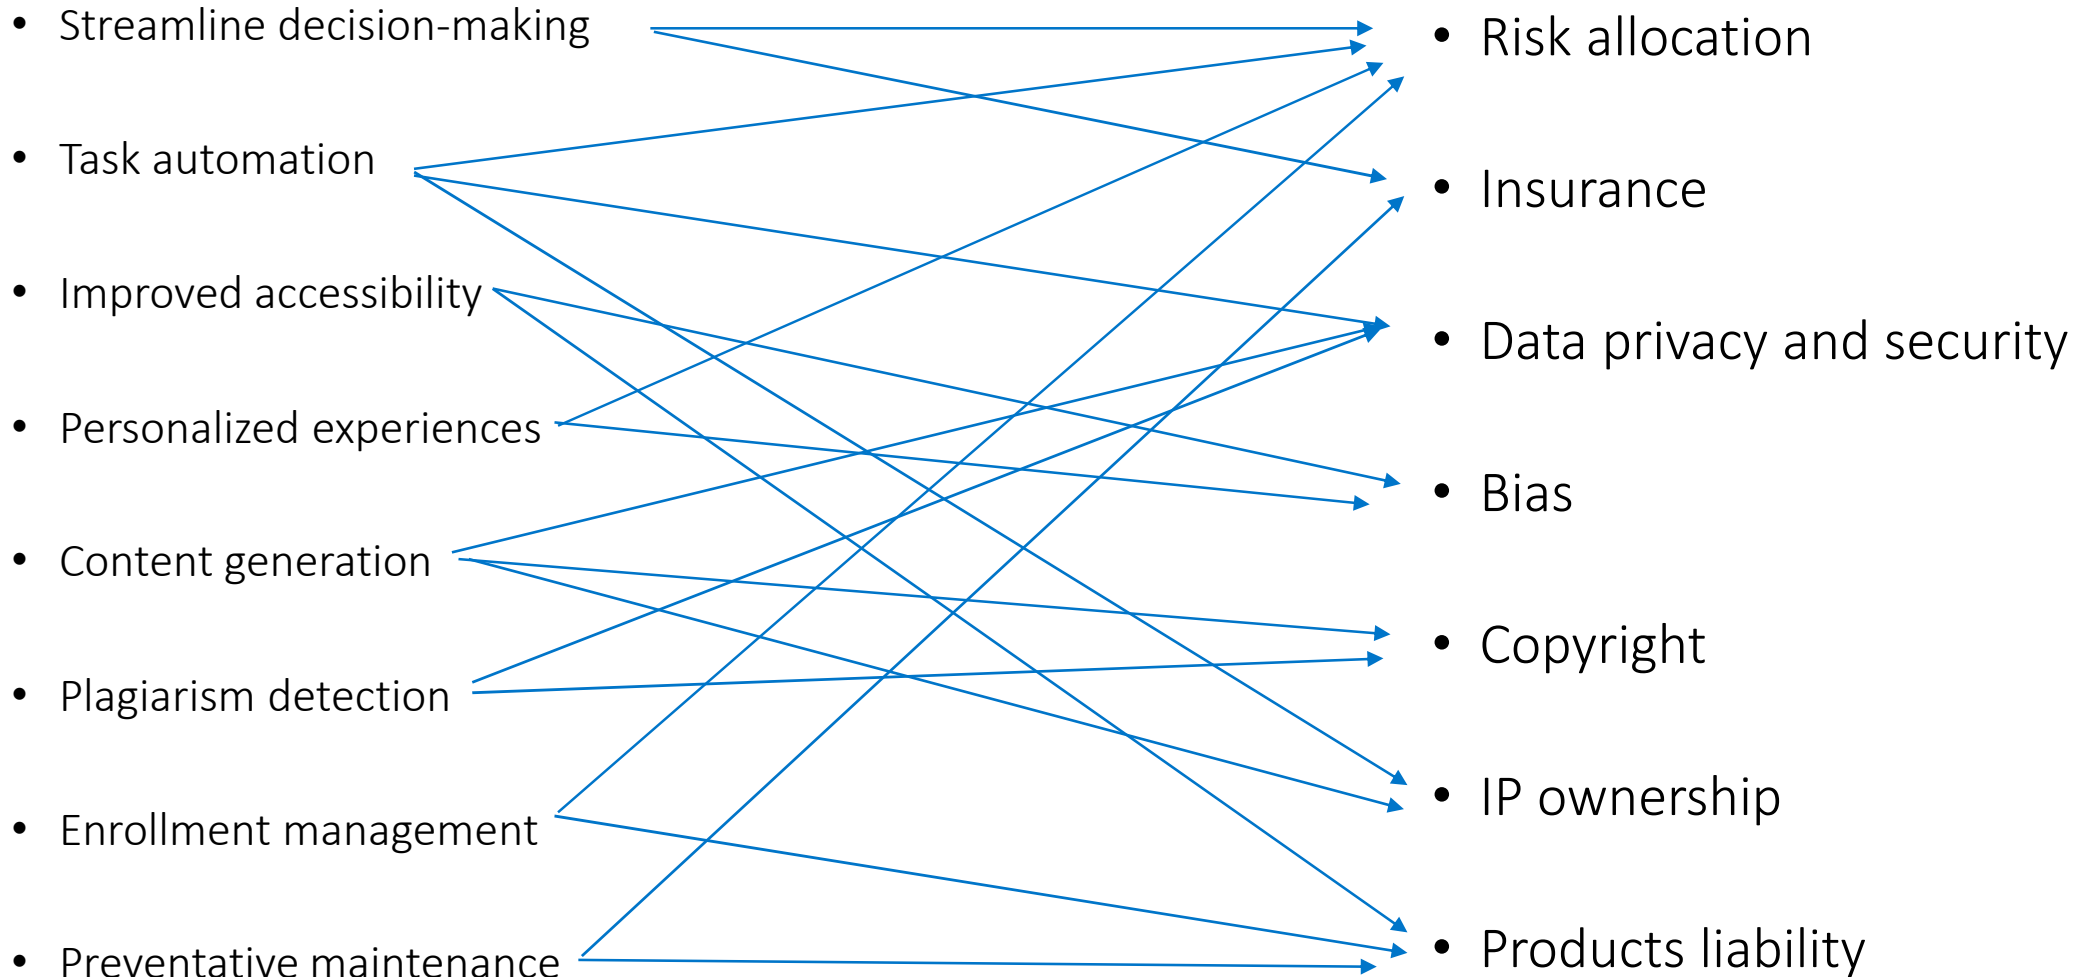 • Streamline decision-making
• Task automation
• Improved accessibility
• Personalized experiences
• Content generation
• Plagiarism detection
• Enrollment management
• Preventative maintenance
• Risk allocation
• Insurance
• Data privacy and security
• Bias
• Copyright
• IP ownership
• Products liability